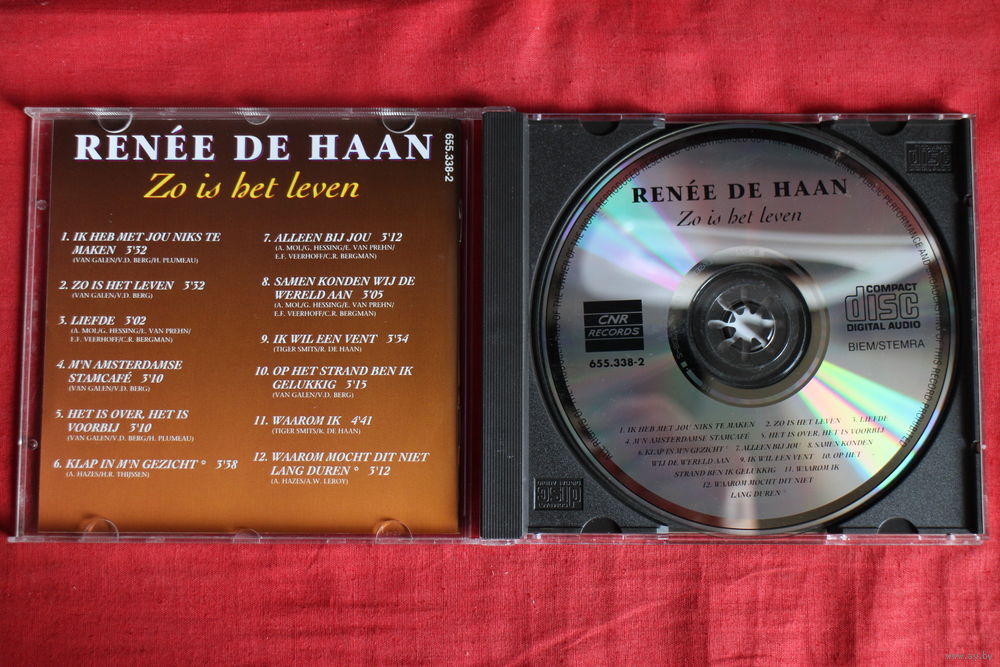 RENÉE DE HAAN
655.338-2
Zo is het leven
1. IK HEB MET JOU NIKS TE
MAKEN 3'52
(VAN GALEN/V.D. BERG/H. PLUMEAU)
2. ZO IS HET LEVEN 3'32
(VAN GALEN/V.D. BERG)
3. LIEFDE 3'02
(A. MOL/G. HESSING/E. VAN PREHN/
E.F. VEERHOFF/C.R. BERGMAN)
4. M'N AMSTERDAMSE
STAMCAFÉ 3'10
(VAN GALEN/V.D. BERG)
5. HET IS OVER, HET IS
VOORBIJ 3'10
(VAN GALEN/V.D. BERG/H. PLUMEAU)
6. KLAP IN M'N GEZICHT ° 3'38
(A. HAZES/H.R. THIJSSEN)
7. ALLEEN BIJ JOU 3'12
(A. MOL/G. HESSING/E. VAN PREHN/
E.F. VEERHOFF/C.R. BERGMAN)
8. SAMEN KONDEN WIJ DE
WERELD AAN 3'05
(A. MOL/G. HESSING/E. VAN PREHN/
E.F. VEERHOFF/C.R. BERGMAN)
9. IK WIL EEN VENT 3'54
(TIGER SMITS/R. DE HAAN)
10. OP HET STRAND BEN IK
GELUKKIG 3'15
(VAN GALEN/V.D. BERG)
11. WAAROM IK 4'41
(TIGER SMITS/R. DE HAAN)
12. WAAROM MOCHT DIT NIET
LANG DUREN ° 3'12
(A. HAZES/A.W. LEROY)
RENÉE DE HAAN
Zo is het leven
CNR
RECORDS
655.338-2
COMPACT
disc
DIGITAL AUDIO
BIEM/STEMRA
1. IK HEB MET JOU NIKS TE MAKEN 2. ZO IS HET LEVEN 3. LIEFDE
4. M'N AMSTERDAMSE STAMCAFÉ 5. HET IS OVER, HET IS VOORBIJ
6. KLAP IN M'N GEZICHT ° 7. ALLEEN BIJ JOU 8. SAMEN KONDEN
WIJ DE WERELD AAN 9. IK WIL EEN VENT 10. OP HET
STRAND BEN IK GELUKKIG 11. WAAROM IK
12. WAAROM MOCHT DIT NIET
LANG DUREN °
www.ay.by